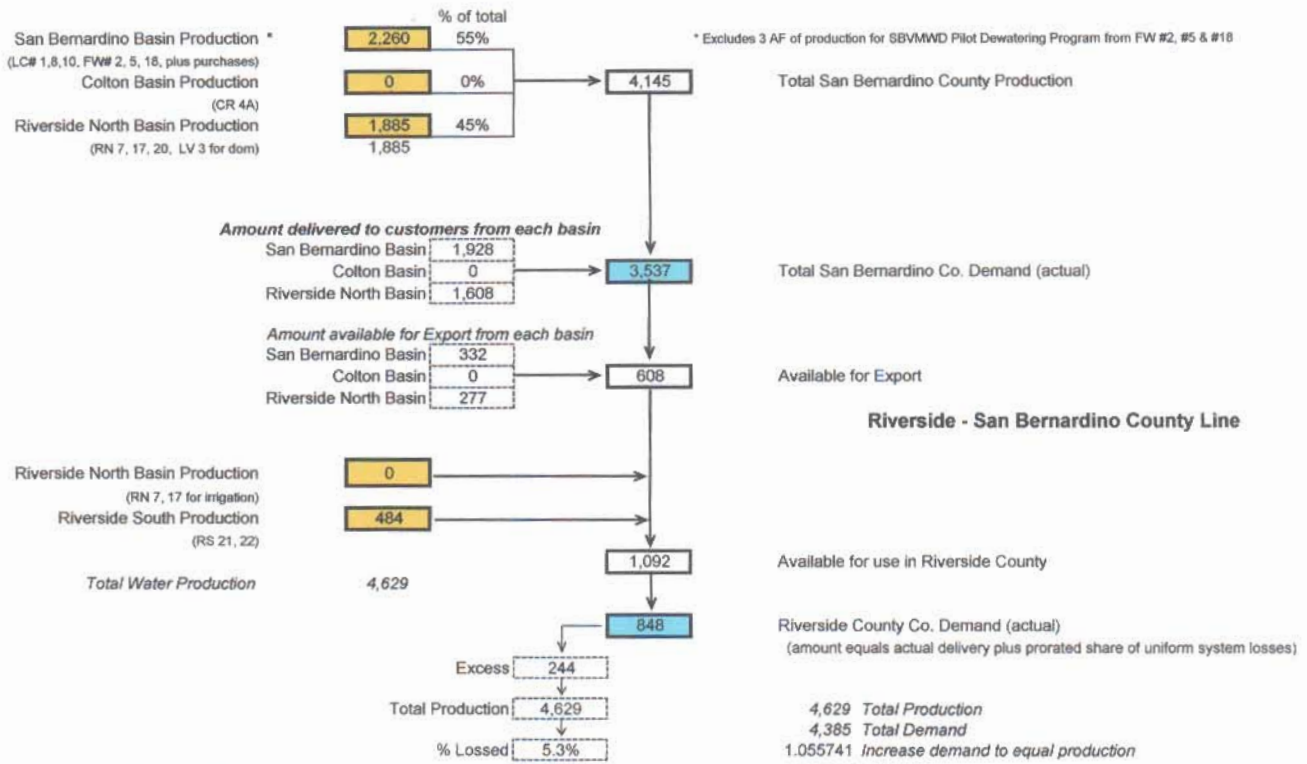 % of total
San Bernardino Basin Production * 2,260 55%
* Excludes 3 AF of production for SBVMWD Pilot Dewatering Program from FW #2, #5 & #18
(LC# 1,8,10, FW# 2, 5, 18, plus purchases)
Colton Basin Production 0 0% 4,145 Total San Bernardino County Production
(CR 4A)
Riverside North Basin Production 1,885 45%
(RN 7, 17, 20, LV 3 for dom) 1,885
Amount delivered to customers from each basin
San Bernardino Basin 1,928
Colton Basin 0 3,537 Total San Bernardino Co. Demand (actual)
Riverside North Basin 1,608
Amount available for Export from each basin
San Bernardino Basin 332
Colton Basin 0 608 Available for Export
Riverside North Basin 277
Riverside - San Bernardino County Line
Riverside North Basin Production 0
(RN 7, 17 for irrigation)
Riverside South Production 484
(RS 21, 22)
1,092 Available for use in Riverside County
Total Water Production 4,629
848 Riverside County Co. Demand (actual)
(amount equals actual delivery plus prorated share of uniform system losses)
Excess 244
Total Production 4,629
4,629 Total Production
4,385 Total Demand
% Lossed 5.3%
1.055741 Increase demand to equal production